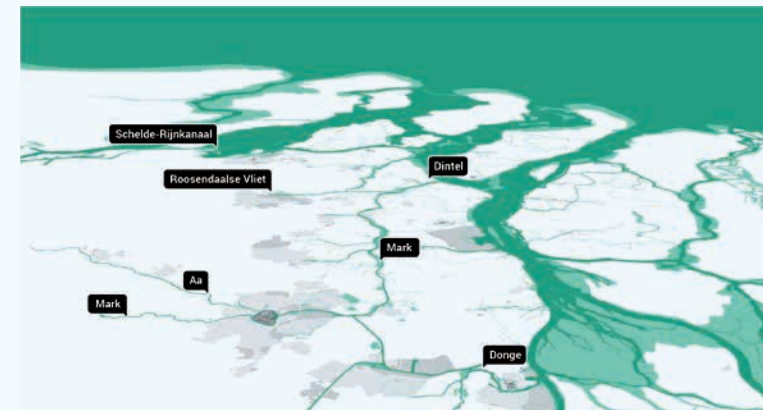 Schelde-Rijnkanaal
Dintel
Roosendaalse Vliet
Mark
Aa
Mark
Donge